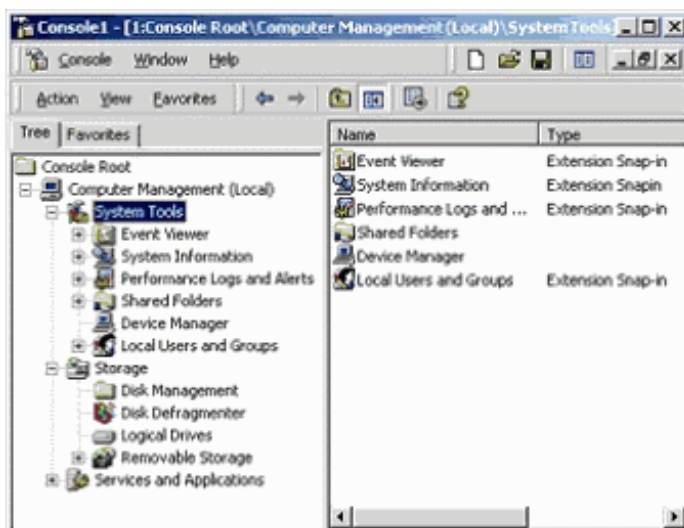 Console1 - [1:Console Root\Computer Management (Local)\System Tools]
Console Window Help
Action View Favorites
Tree Favorites
Console Root
Computer Management (Local)
System Tools
Event Viewer
System Information
Performance Logs and Alerts
Shared Folders
Device Manager
Local Users and Groups
Storage
Disk Management
Disk Defragmenter
Logical Drives
Removable Storage
Services and Applications
Name Type
Event Viewer Extension Snap-in
System Information Extension Snapin
Performance Logs and ... Extension Snap-in
Shared Folders
Device Manager
Local Users and Groups Extension Snap-in